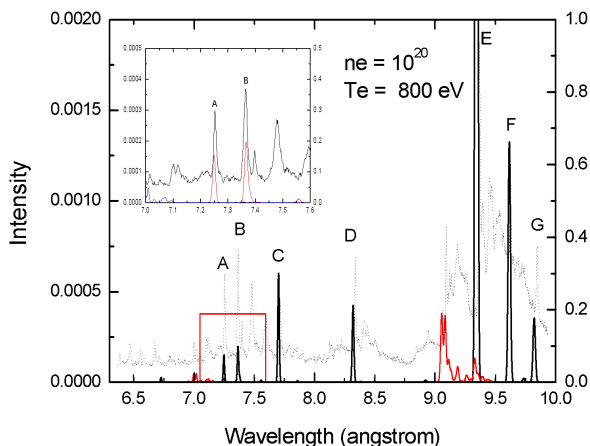 0.0020
0.0015
0.0010
0.0005
0.0000
Intensity
1.0
0.8
0.6
0.4
0.2
0.0
6.5 7.0 7.5 8.0 8.5 9.0 9.5 10.0
Wavelength (angstrom)
ne = 10^20
Te = 800 eV
A
B
C
D
E
F
G
0.0005
0.0004
0.0003
0.0002
0.0001
0.0000
0.5
0.4
0.3
0.2
0.1
0.0
7.0 7.1 7.2 7.3 7.4 7.5 7.6
A
B